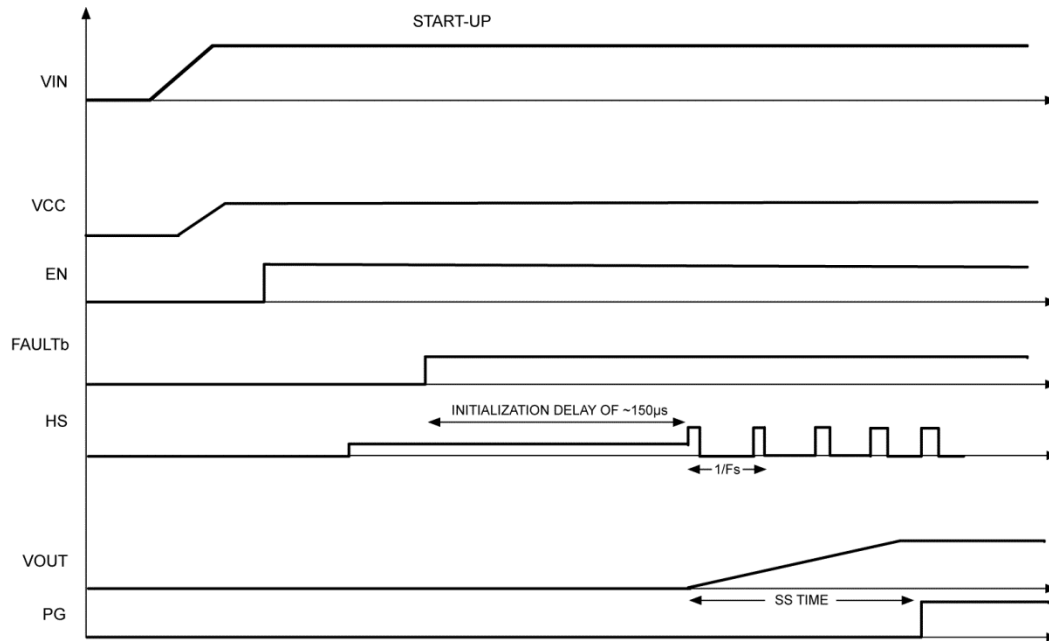 START-UP
VIN
VCC
EN
FAULTb
HS
INITIALIZATION DELAY OF ~150µs
1/Fs
VOUT
SS TIME
PG